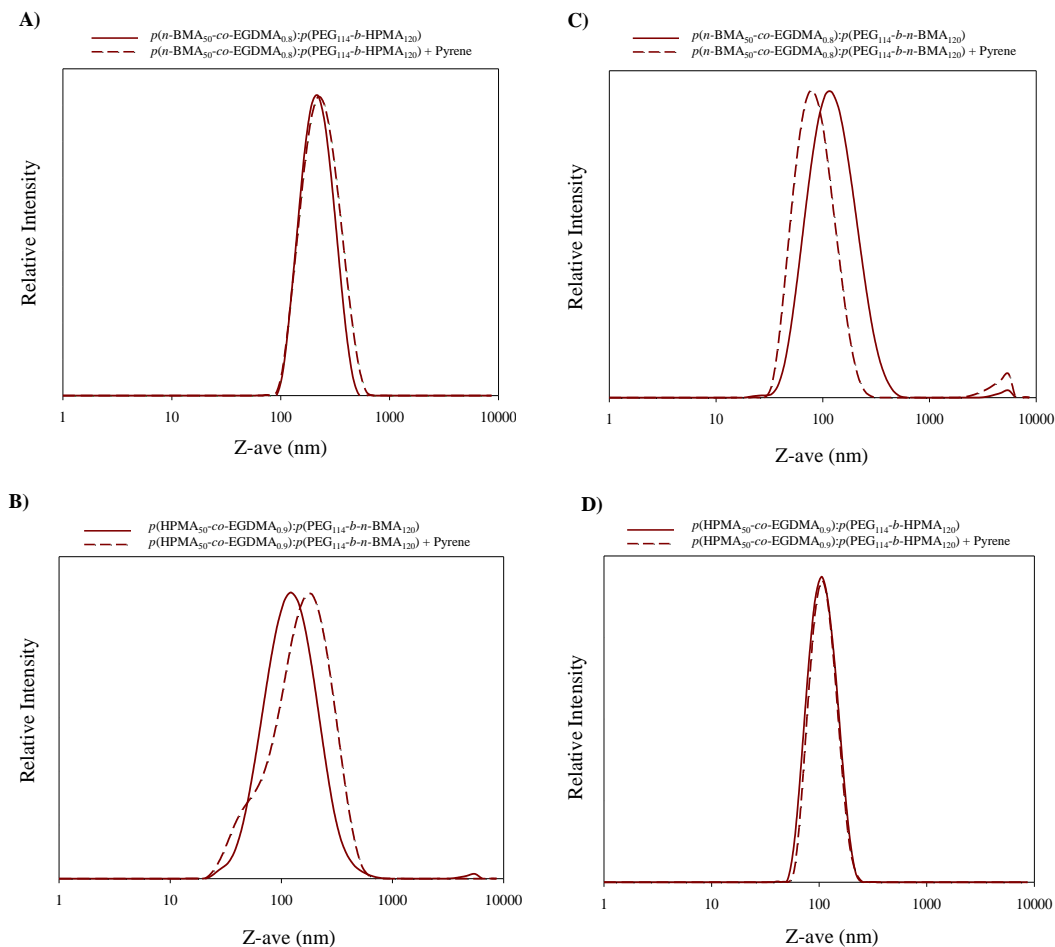 A)
p(n-BMA50-co-EGDMA0.8):p(PEG114-b-HPMA120)
p(n-BMA50-co-EGDMA0.8):p(PEG114-b-HPMA120) + Pyrene
Relative Intensity
1 10 100 1000 10000
Z-ave (nm)
C)
p(n-BMA50-co-EGDMA0.8):p(PEG114-b-n-BMA120)
p(n-BMA50-co-EGDMA0.8):p(PEG114-b-n-BMA120) + Pyrene
Relative Intensity
1 10 100 1000 10000
Z-ave (nm)
B)
p(HPMA50-co-EGDMA0.9):p(PEG114-b-n-BMA120)
p(HPMA50-co-EGDMA0.9):p(PEG114-b-n-BMA120) + Pyrene
Relative Intensity
1 10 100 1000 10000
Z-ave (nm)
D)
p(HPMA50-co-EGDMA0.9):p(PEG114-b-HPMA120)
p(HPMA50-co-EGDMA0.9):p(PEG114-b-HPMA120) + Pyrene
Relative Intensity
1 10 100 1000 10000
Z-ave (nm)